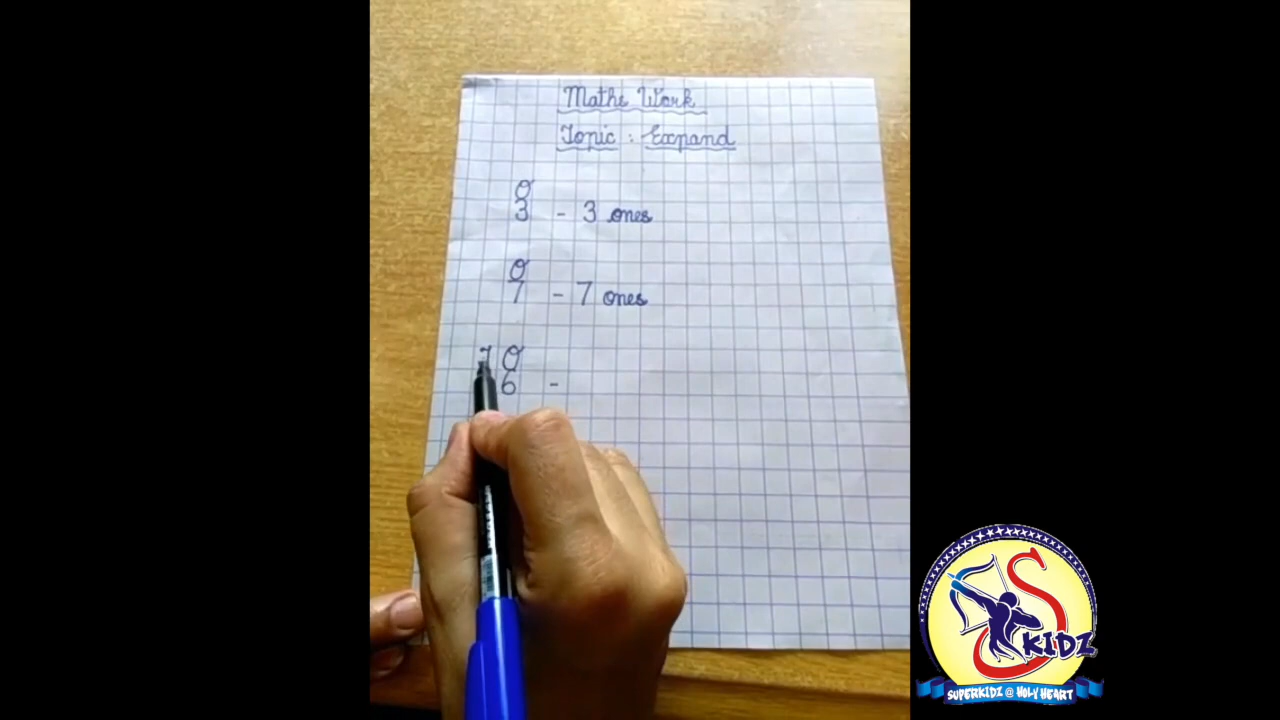 Maths Work
Topic : Expand
O
3 - 3 ones
O
7 - 7 ones
T O
6 -
S
KIDZ
SUPERKIDZ @ HOLY HEART